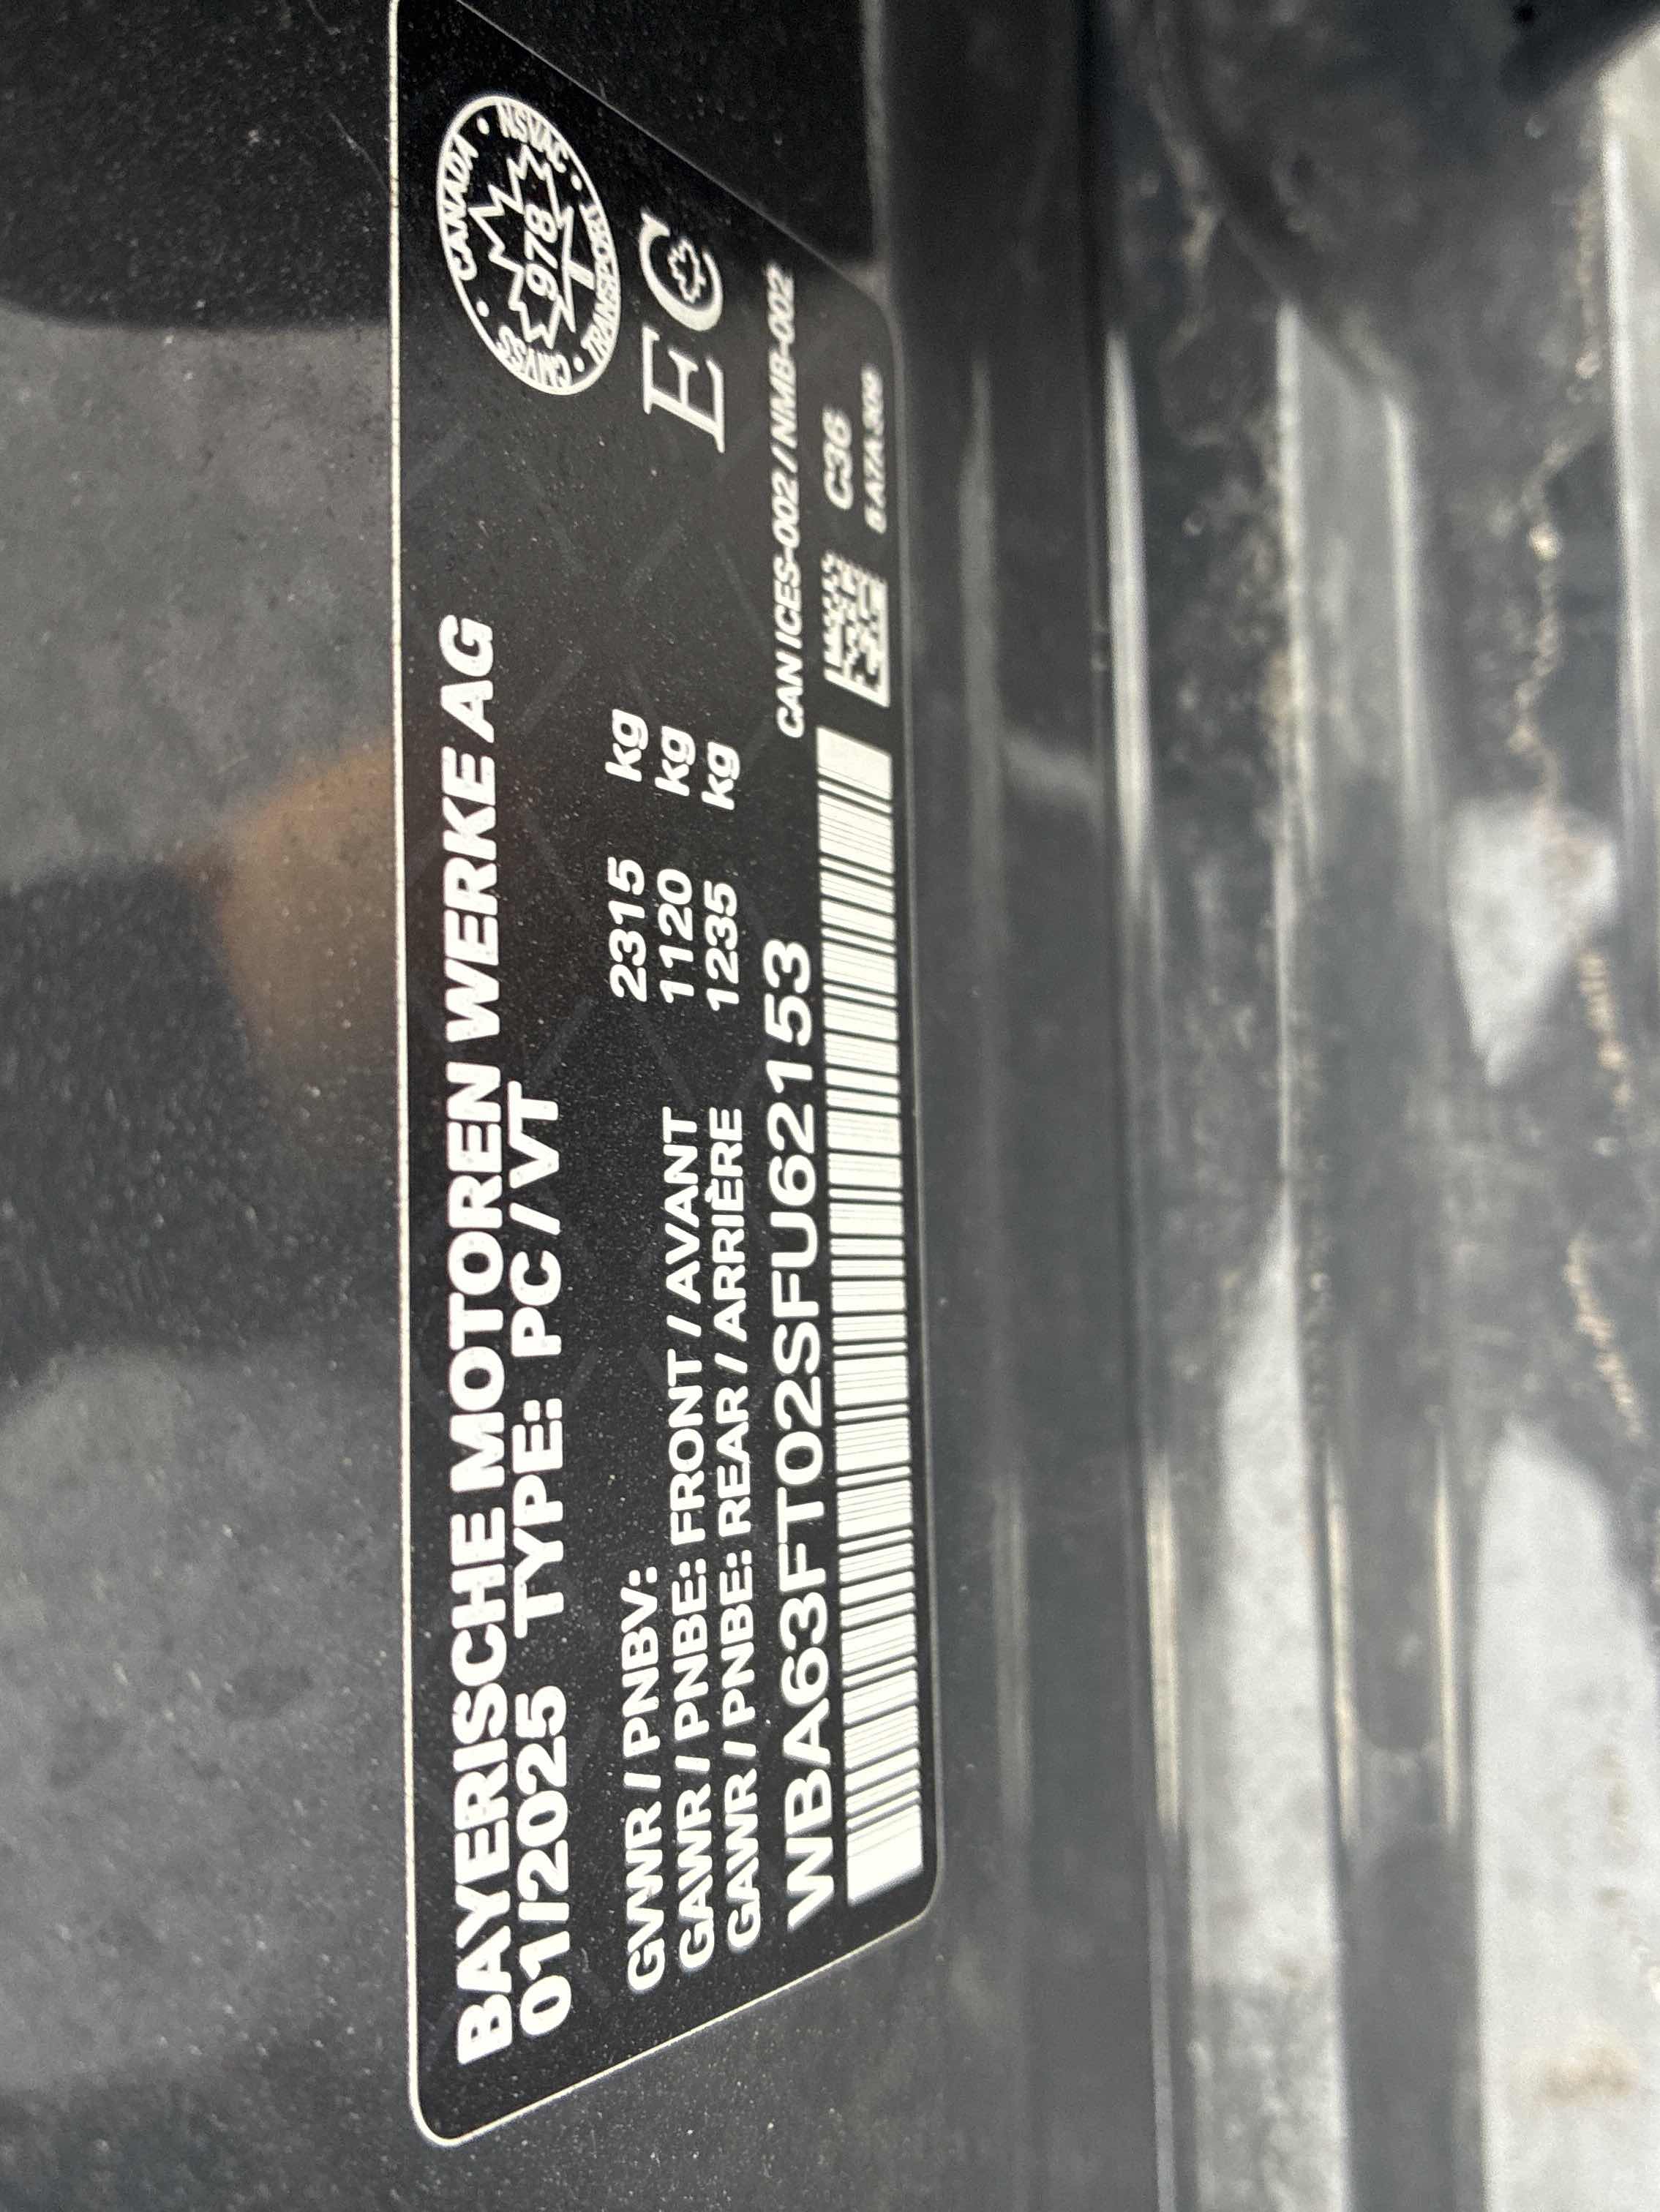 BAYERISCHE MOTOREN WERKE AG
01/2025 TYPE: PC/VT
GVWR / PNBV: 2315 kg
GAWR / PNBE: FRONT / AVANT 1120 kg
GAWR / PNBE: REAR / ARRIÈRE 1235 kg
WBA63FT02SFU62153
CANADA · NSVAC · TRANSPORT · CMVSS
978
EC
CAN ICES-002 / NMB-002
C36